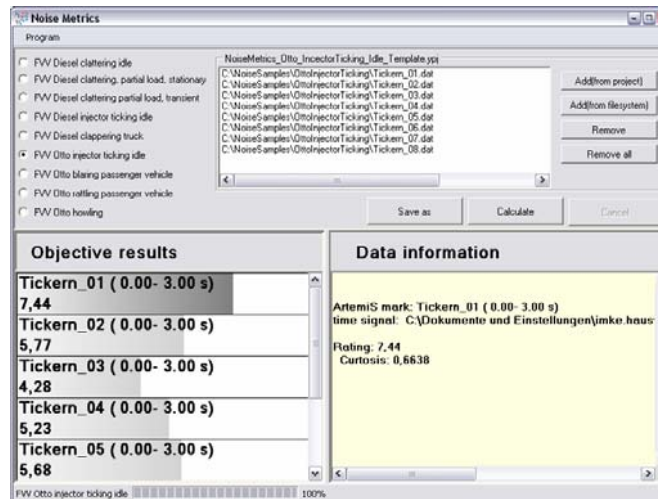 Noise Metrics
Program
FVV Diesel clattering idle
FVV Diesel clattering, partial load, stationary
FVV Diesel clattering partial load, transient
FVV Diesel injector ticking idle
FVV Diesel clappering truck
FVV Otto injector ticking idle
FVV Otto blaring passenger vehicle
FVV Otto rattling passenger vehicle
FVV Otto howling
NoiseMetrics_Otto_IncectorTicking_Idle_Template.ypj
C:\NoiseSamples\OttoInjectorTicking\Tickern_01.dat
C:\NoiseSamples\OttoInjectorTicking\Tickern_02.dat
C:\NoiseSamples\OttoInjectorTicking\Tickern_03.dat
C:\NoiseSamples\OttoInjectorTicking\Tickern_04.dat
C:\NoiseSamples\OttoInjectorTicking\Tickern_05.dat
C:\NoiseSamples\OttoInjectorTicking\Tickern_06.dat
C:\NoiseSamples\OttoInjectorTicking\Tickern_07.dat
C:\NoiseSamples\OttoInjectorTicking\Tickern_08.dat
Add(from project)
Add(from filesystem)
Remove
Remove all
Save as
Calculate
Cancel
Objective results
Tickern_01 ( 0.00- 3.00 s)
7,44
Tickern_02 ( 0.00- 3.00 s)
5,77
Tickern_03 ( 0.00- 3.00 s)
4,28
Tickern_04 ( 0.00- 3.00 s)
5,23
Tickern_05 ( 0.00- 3.00 s)
5,68
Data information
ArtemiS mark: Tickern_01 ( 0.00- 3.00 s)
time signal: C:\Dokumente und Einstellungen\imke.haus
Rating: 7,44
Curtosis: 0,6638
FVV Otto injector ticking idle
100%